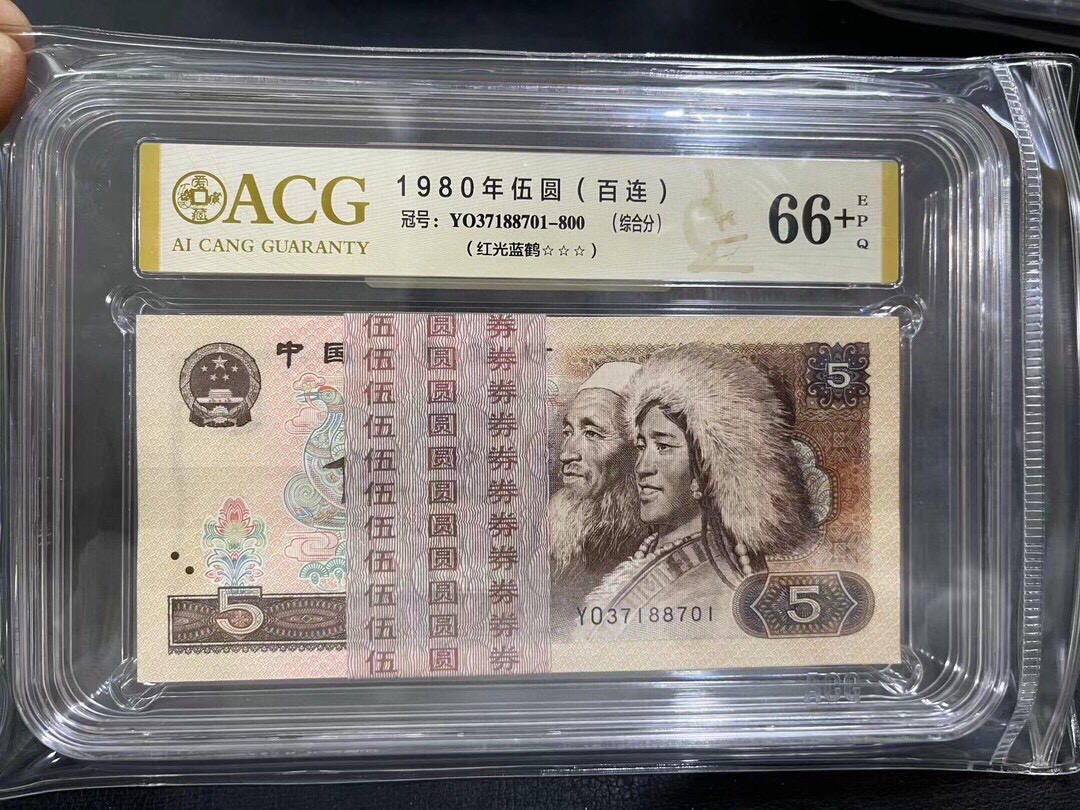 ACG
AI CANG GUARANTY
1980年伍圆（百连）
冠号：YO37188701-800 （综合分）
（红光蓝鹤☆☆☆）
66+
EPQ
中国
伍 圆 券
伍 圆 券
伍 圆 券
伍 圆 券
伍 圆 券
伍 圆 券
伍 圆 券
伍 圆 券
伍 圆 券
伍 圆 券
伍 圆 券
5
5
YO37188701
5
ACG